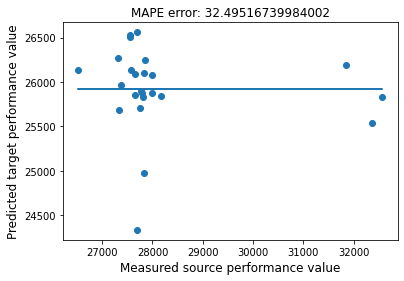 MAPE error: 32.49516739984002
Predicted target performance value
26500
26000
25500
25000
24500
27000 28000 29000 30000 31000 32000
Measured source performance value